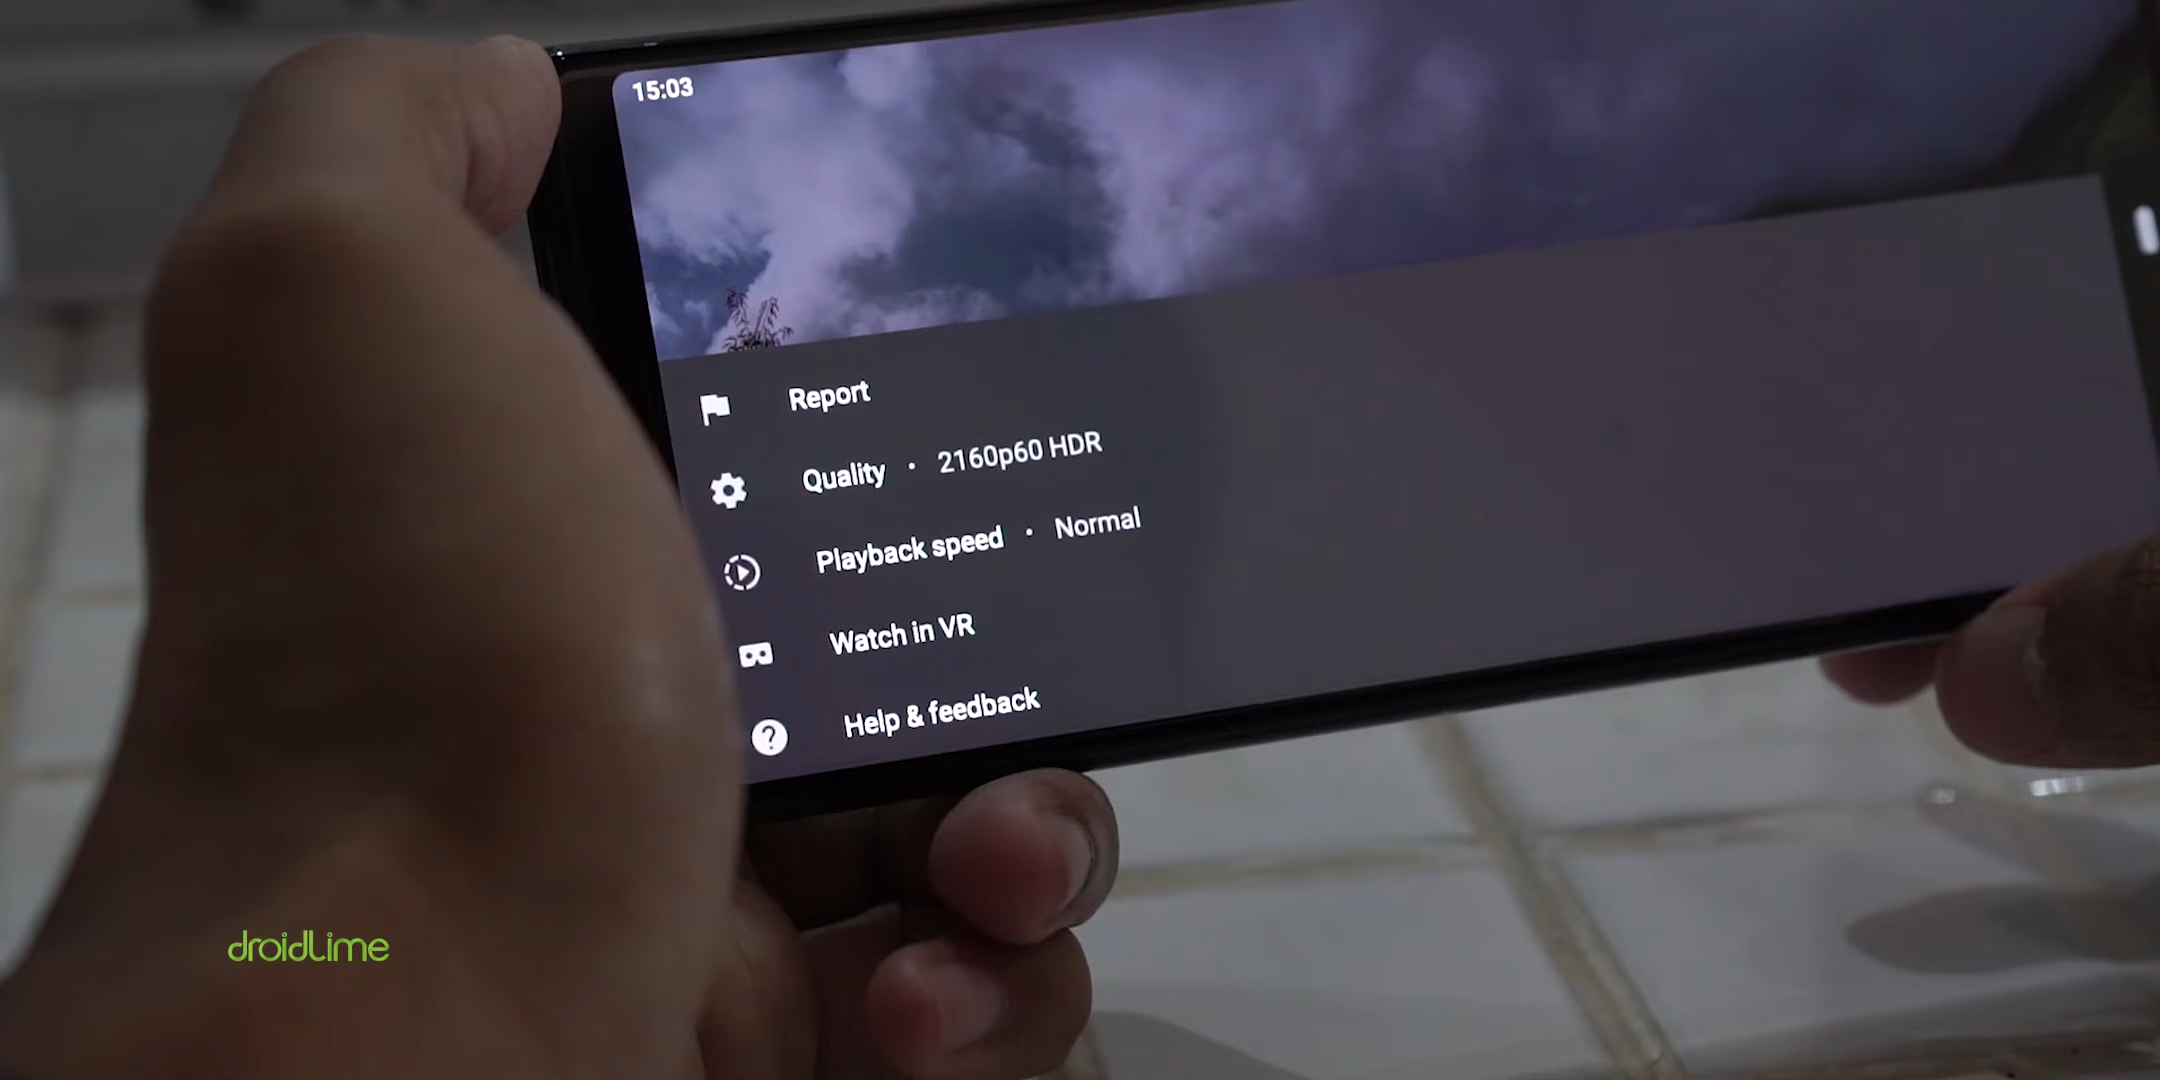 15:03
Report
Quality • 2160p60 HDR
Playback speed • Normal
Watch in VR
Help & feedback
droidLime